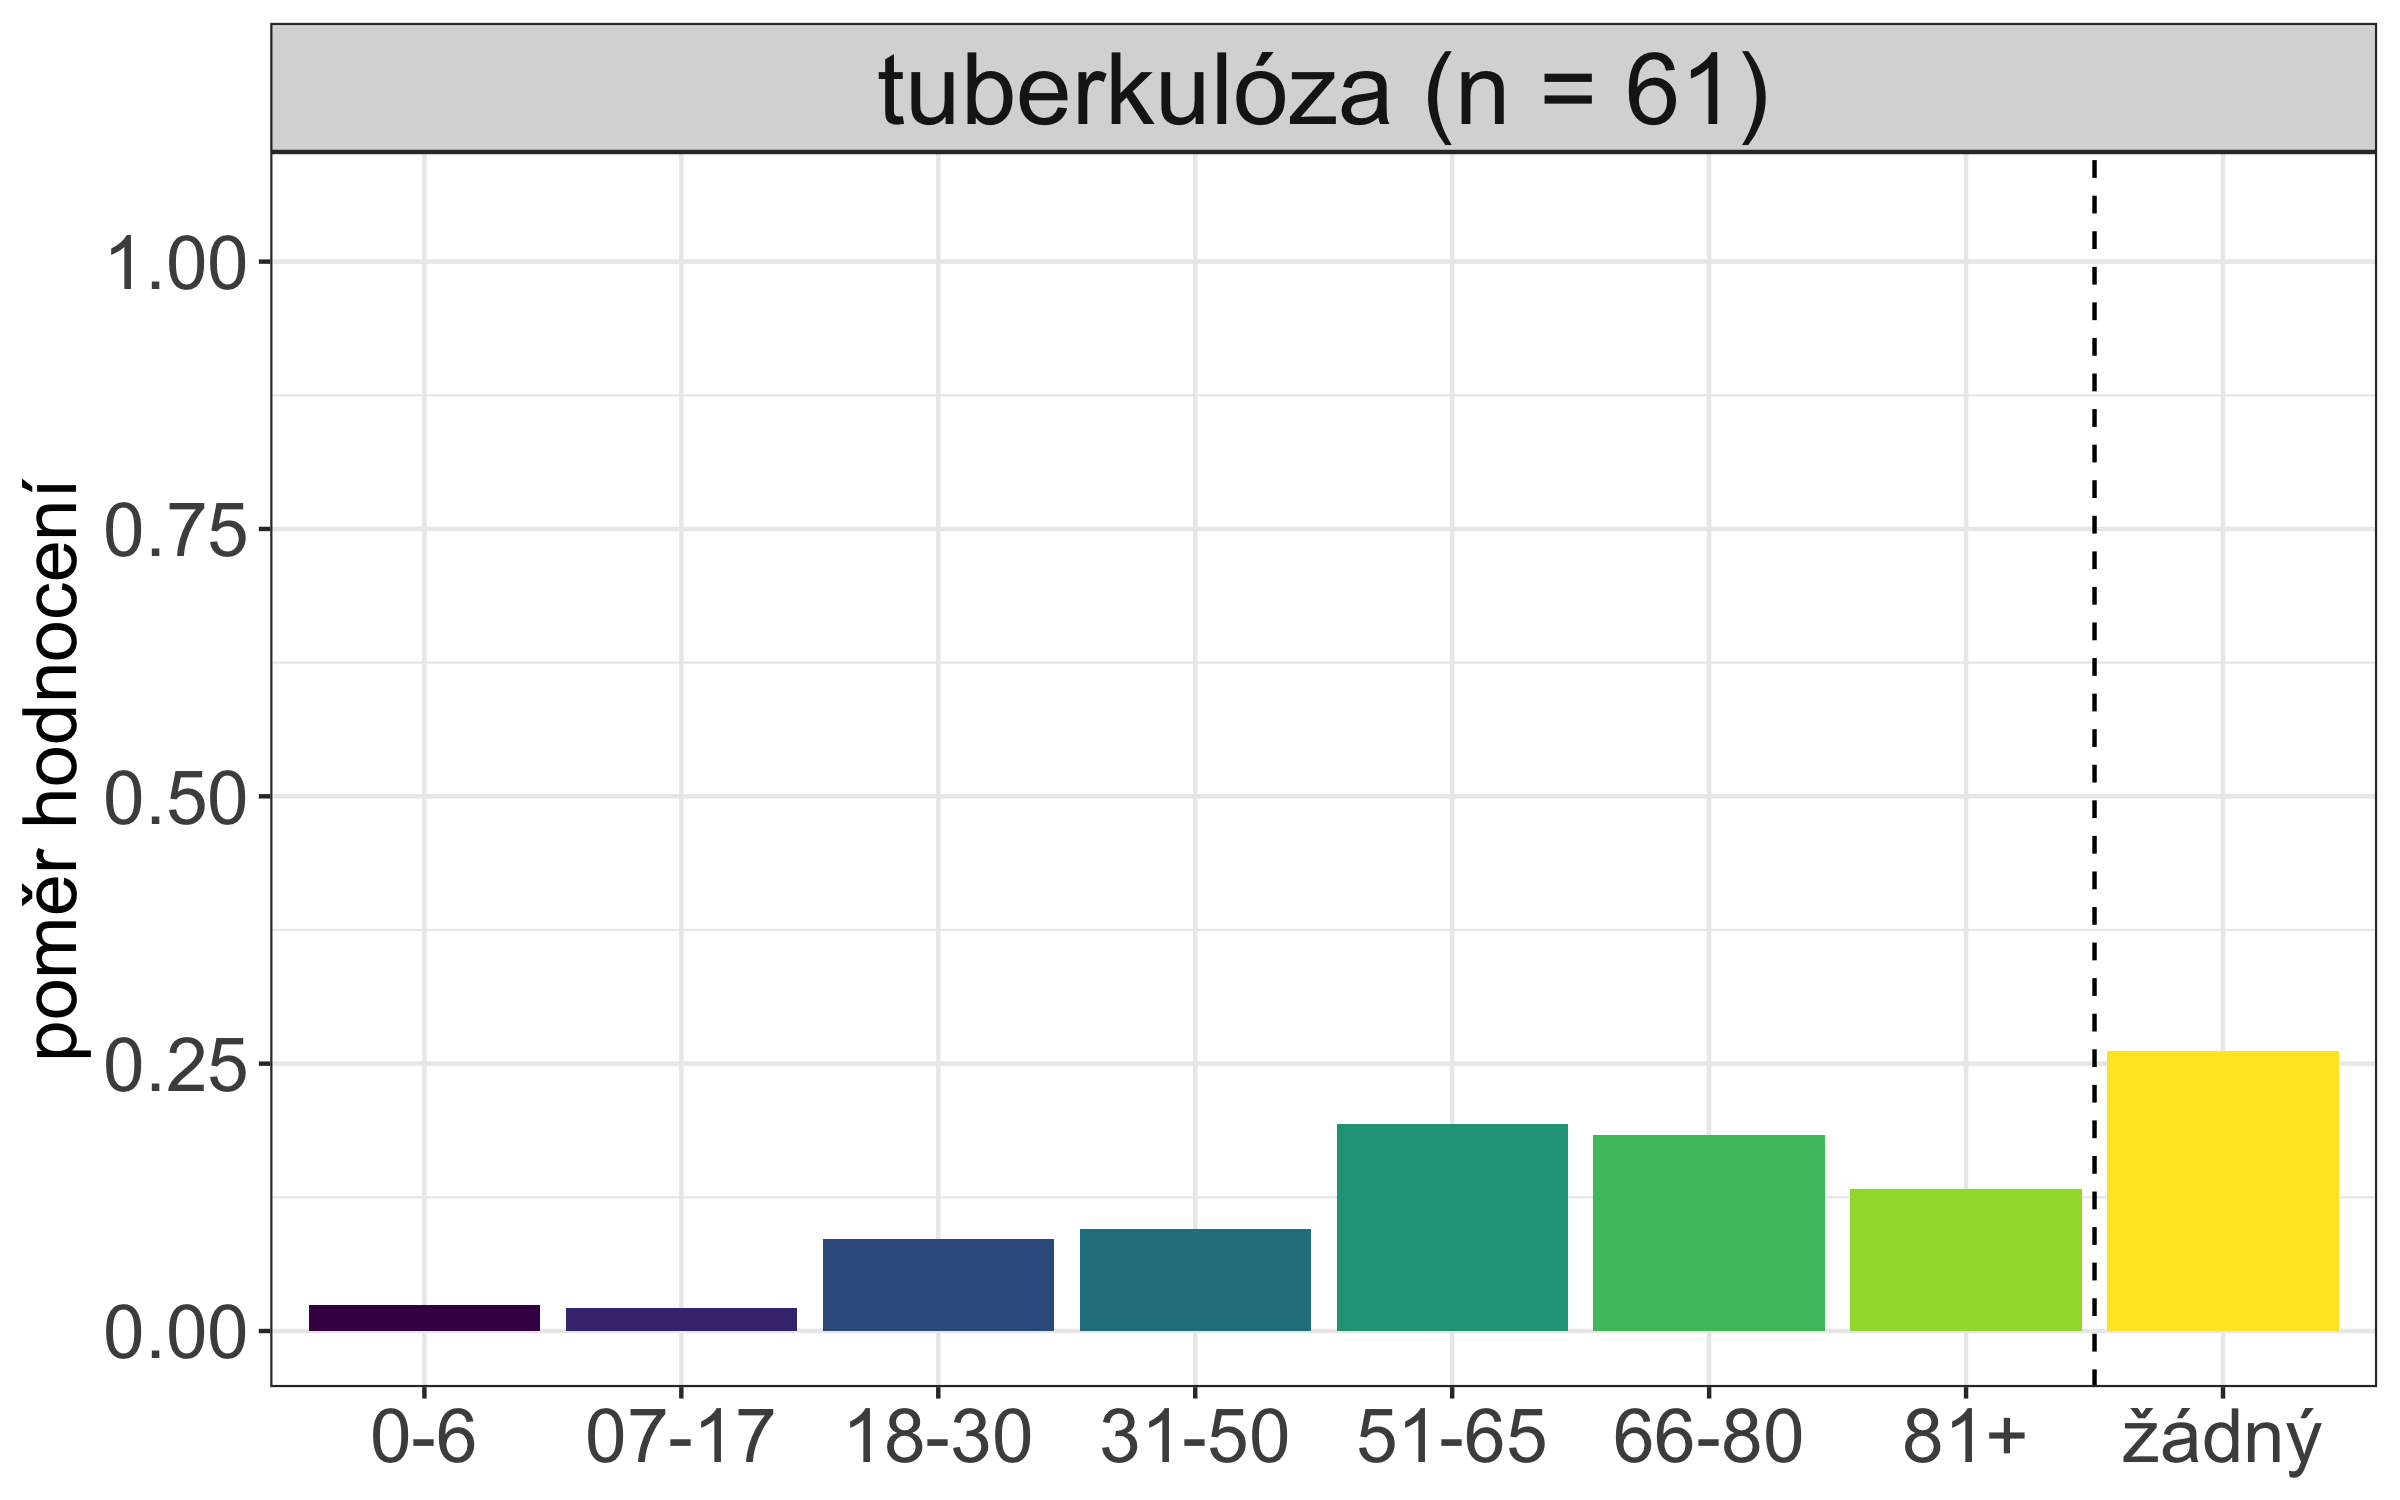 tuberkulóza (n = 61)
poměr hodnocení
1.00
0.75
0.50
0.25
0.00
0-6 07-17 18-30 31-50 51-65 66-80 81+ žádný